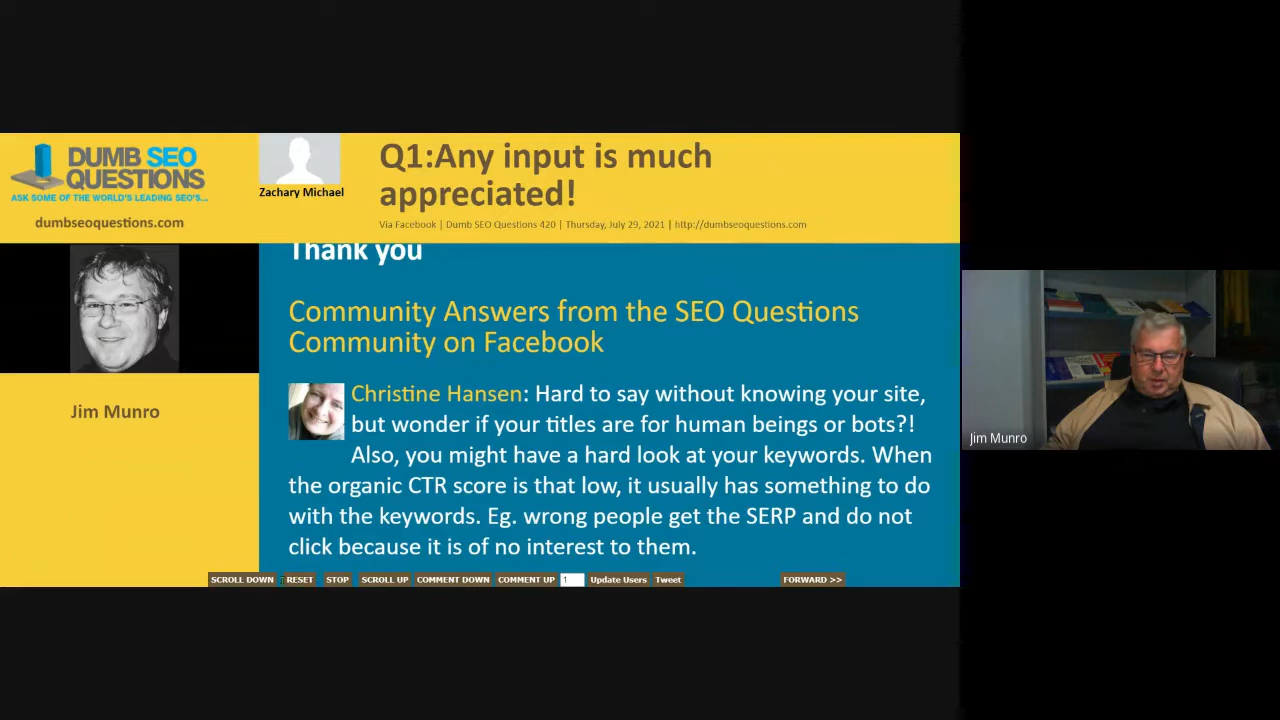 DUMB SEO
QUESTIONS
ASK SOME OF THE WORLD'S LEADING SEO'S...
dumbseoquestions.com
Zachary Michael
Q1:Any input is much
appreciated!
Via Facebook | Dumb SEO Questions 420 | Thursday, July 29, 2021 | http://dumbseoquestions.com
Jim Munro
Thank you
Community Answers from the SEO Questions
Community on Facebook
Christine Hansen: Hard to say without knowing your site,
but wonder if your titles are for human beings or bots?!
Also, you might have a hard look at your keywords. When
the organic CTR score is that low, it usually has something to do
with the keywords. Eg. wrong people get the SERP and do not
click because it is of no interest to them.
SCROLL DOWN RESET STOP SCROLL UP COMMENT DOWN COMMENT UP 1 Update Users Tweet FORWARD >>
Jim Munro